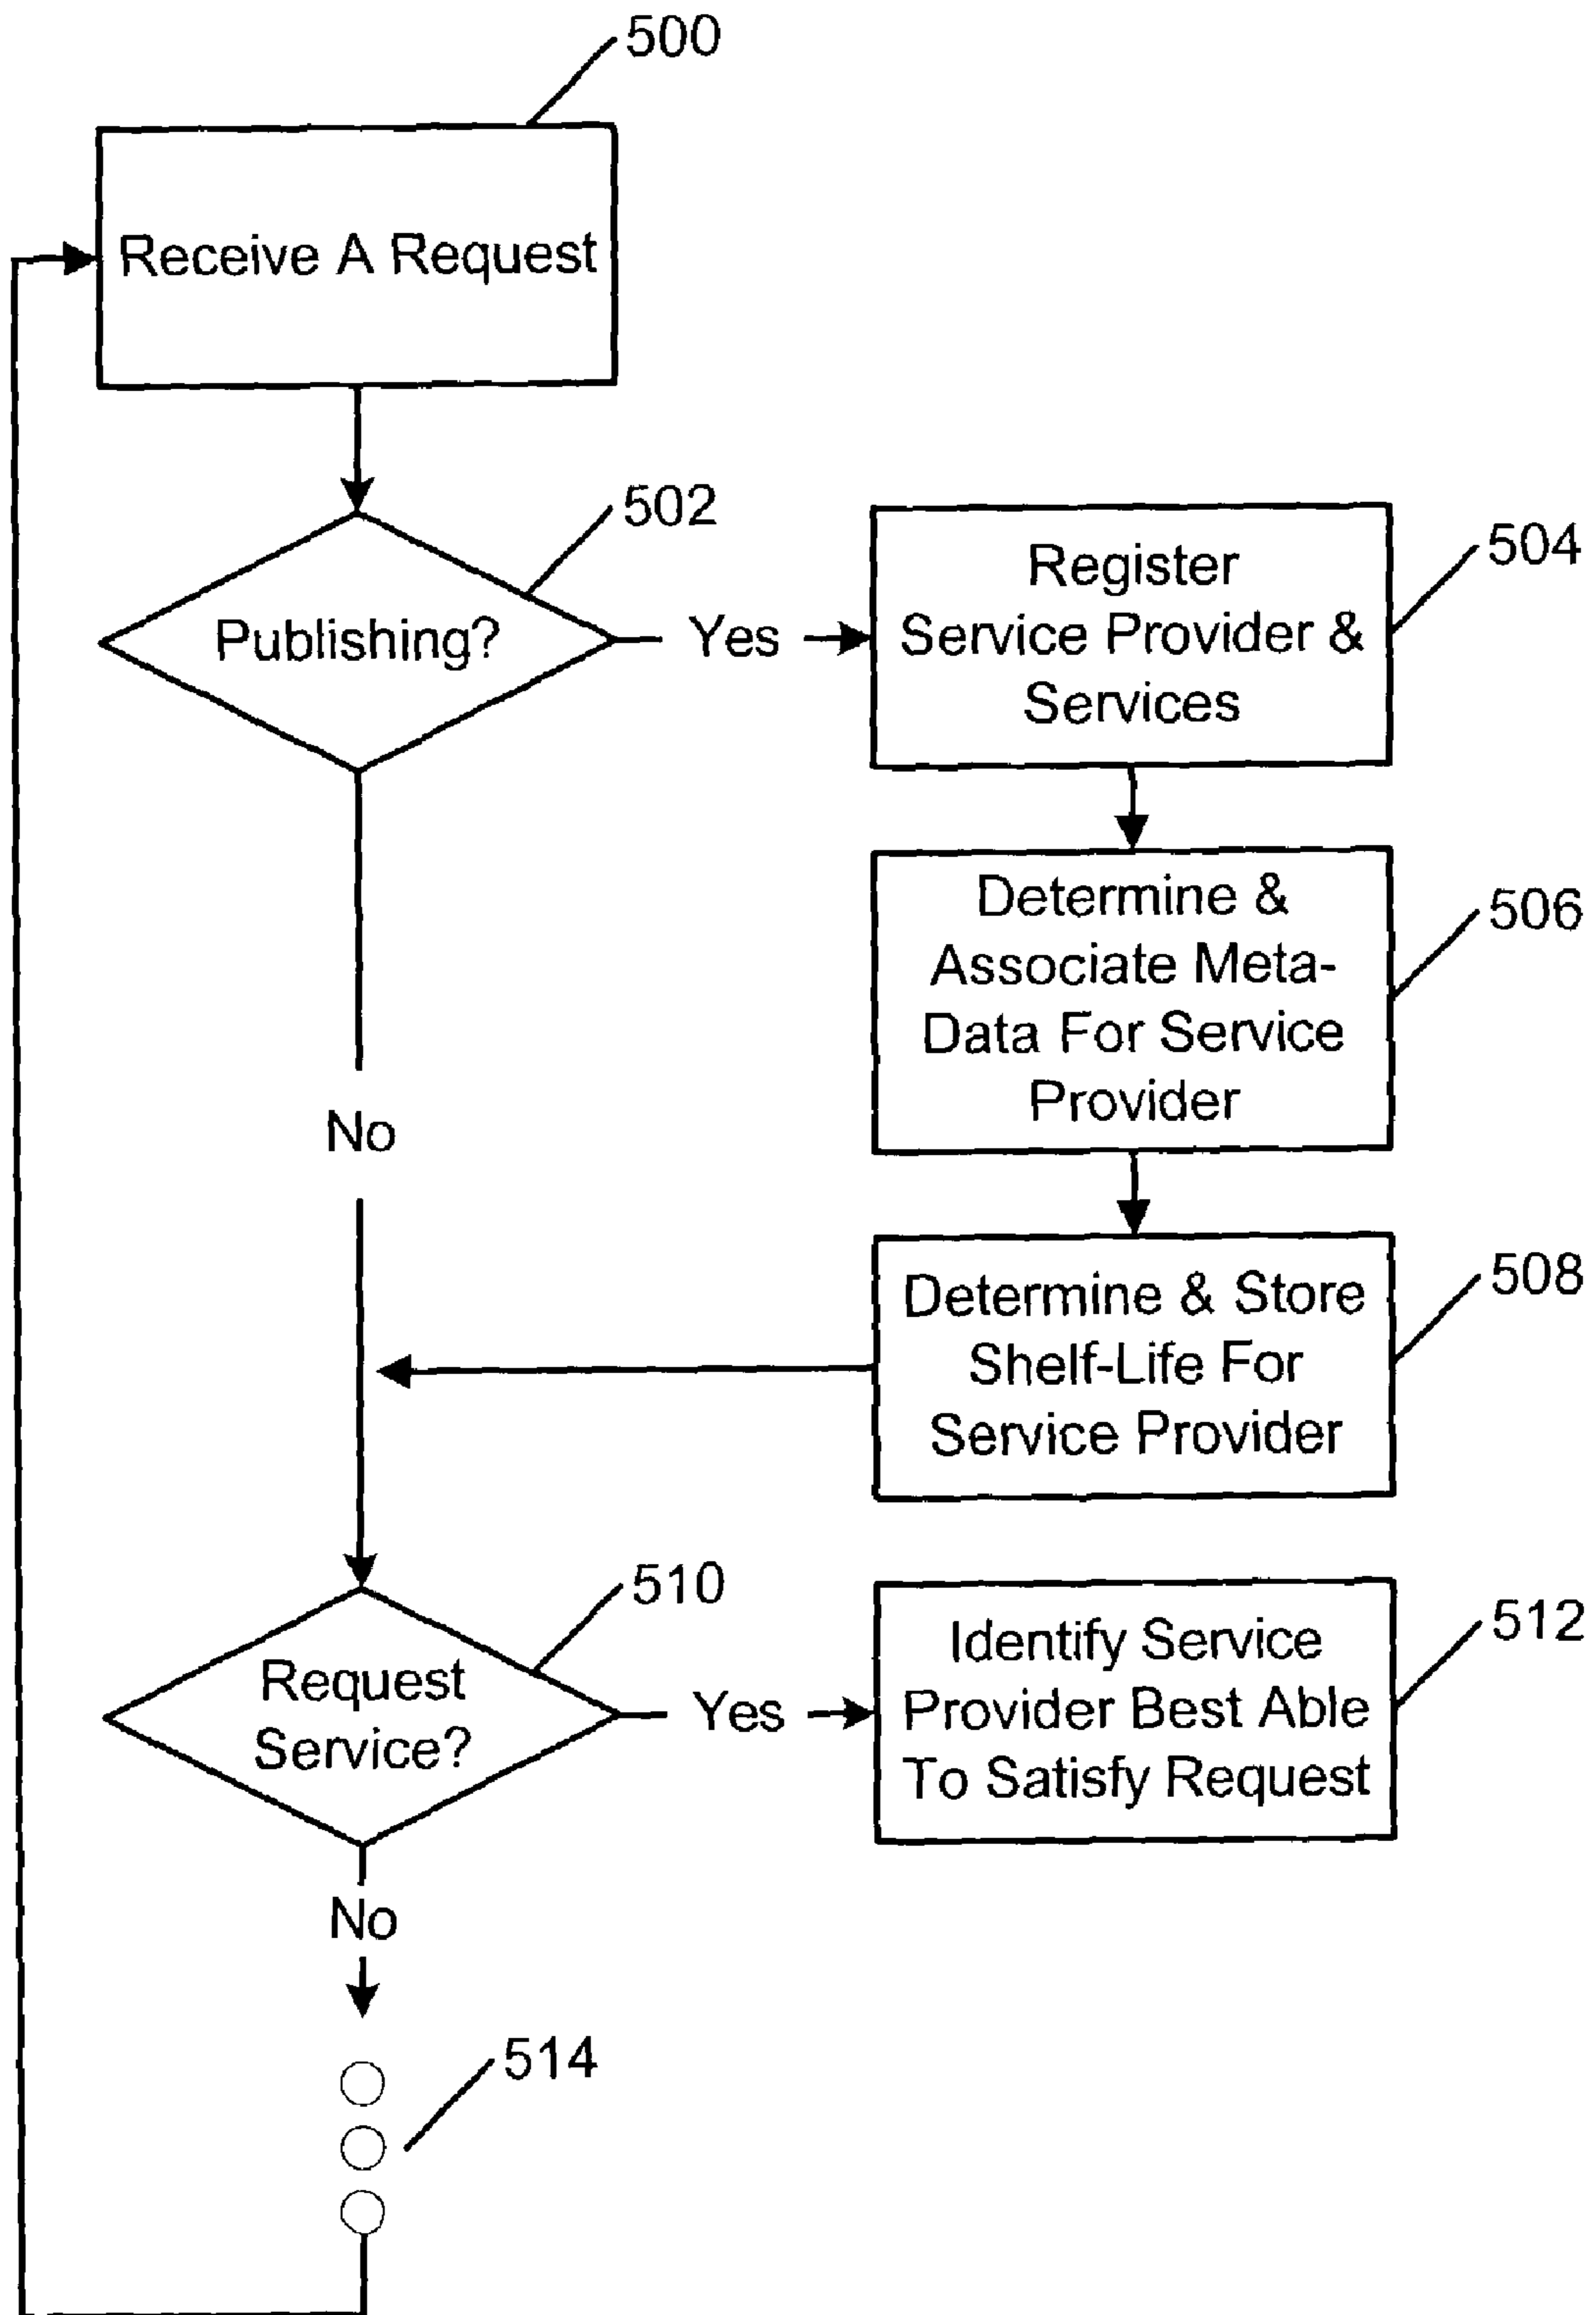 500
Receive A Request
502
Publishing?
Yes
Register
Service Provider &
Services
504
Determine &
Associate Meta-
Data For Service
Provider
506
No
Determine & Store
Shelf-Life For
Service Provider
508
510
Request
Service?
Yes
Identify Service
Provider Best Able
To Satisfy Request
512
No
514